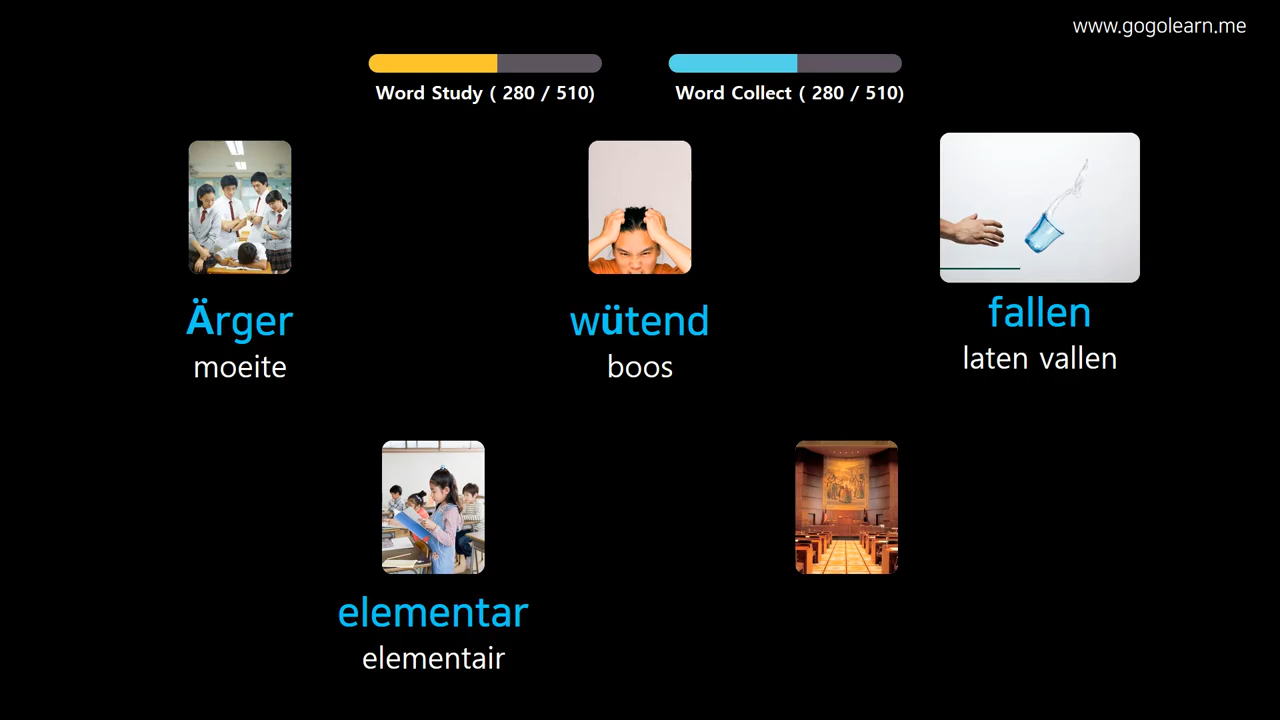 www.gogolearn.me
Word Study ( 280 / 510)
Word Collect ( 280 / 510)
Ärger
moeite
wütend
boos
fallen
laten vallen
elementar
elementair